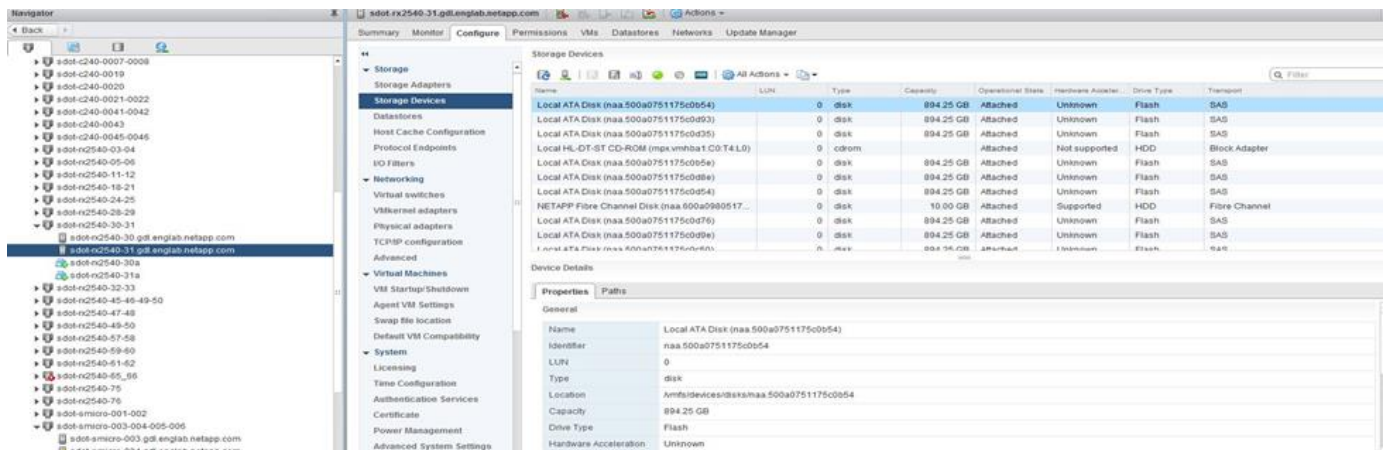 Navigator
sdot-rx2540-31.gdl.englab.netapp.com Actions
Back
Summary Monitor Configure Permissions VMs Datastores Networks Update Manager
sdot-c240-0007-0008
sdot-c240-0019
sdot-c240-0020
sdot-c240-0021-0022
sdot-c240-0041-0042
sdot-c240-0043
sdot-c240-0045-0046
sdot-rx2540-03-04
sdot-rx2540-05-06
sdot-rx2540-11-12
sdot-rx2540-18-21
sdot-rx2540-24-25
sdot-rx2540-28-29
sdot-rx2540-30-31
sdot-rx2540-30.gdl.englab.netapp.com
sdot-rx2540-31.gdl.englab.netapp.com
sdot-rx2540-30a
sdot-rx2540-31a
sdot-rx2540-32-33
sdot-rx2540-45-46-49-50
sdot-rx2540-47-48
sdot-rx2540-49-50
sdot-rx2540-57-58
sdot-rx2540-59-60
sdot-rx2540-61-62
sdot-rx2540-65_66
sdot-rx2540-75
sdot-rx2540-76
sdot-smicro-001-002
sdot-smicro-003-004-005-006
sdot-smicro-003.gdl.englab.netapp.com
Storage
Storage Adapters
Storage Devices
Datastores
Host Cache Configuration
Protocol Endpoints
I/O Filters
Networking
Virtual switches
VMkernel adapters
Physical adapters
TCP/IP configuration
Advanced
Virtual Machines
VM Startup/Shutdown
Agent VM Settings
Swap file location
Default VM Compatibility
System
Licensing
Time Configuration
Authentication Services
Certificate
Power Management
Advanced System Settings
Storage Devices
All Actions Filter
Name LUN Type Capacity Operational State Hardware Acceler... Drive Type Transport
Local ATA Disk (naa.500a0751175c0b54) 0 disk 894.25 GB Attached Unknown Flash SAS
Local ATA Disk (naa.500a0751175c0d93) 0 disk 894.25 GB Attached Unknown Flash SAS
Local ATA Disk (naa.500a0751175c0d35) 0 disk 894.25 GB Attached Unknown Flash SAS
Local HL-DT-ST CD-ROM (mpx.vmhba1:C0:T4:L0) 0 cdrom Attached Not supported HDD Block Adapter
Local ATA Disk (naa.500a0751175c0b5e) 0 disk 894.25 GB Attached Unknown Flash SAS
Local ATA Disk (naa.500a0751175c0d8e) 0 disk 894.25 GB Attached Unknown Flash SAS
Local ATA Disk (naa.500a0751175c0d54) 0 disk 894.25 GB Attached Unknown Flash SAS
NETAPP Fibre Channel Disk (naa.600a0980517... 0 disk 10.00 GB Attached Supported HDD Fibre Channel
Local ATA Disk (naa.500a0751175c0d76) 0 disk 894.25 GB Attached Unknown Flash SAS
Local ATA Disk (naa.500a0751175c0d9e) 0 disk 894.25 GB Attached Unknown Flash SAS
Local ATA Disk 0 disk 894.25 GB Attached Unknown Flash SAS
Device Details
Properties Paths
General
Name Local ATA Disk (naa.500a0751175c0b54)
Identifier naa.500a0751175c0b54
LUN 0
Type disk
Location /vmfs/devices/disks/naa.500a0751175c0b54
Capacity 894.25 GB
Drive Type Flash
Hardware Acceleration Unknown